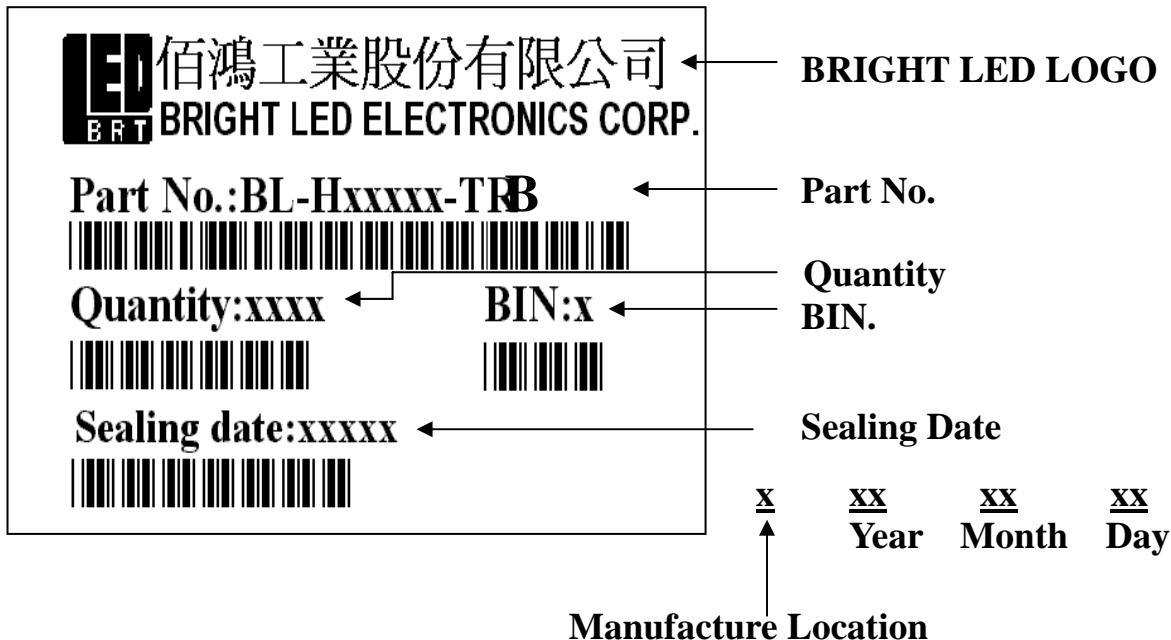 LED 佰鴻工業股份有限公司 BRIGHT LED LOGO
BRT BRIGHT LED ELECTRONICS CORP.
Part No.:BL-Hxxxxx-TRB Part No.
Quantity
Quantity:xxxx BIN:x BIN.
Sealing date:xxxxx Sealing Date
x xx xx xx
Year Month Day
Manufacture Location